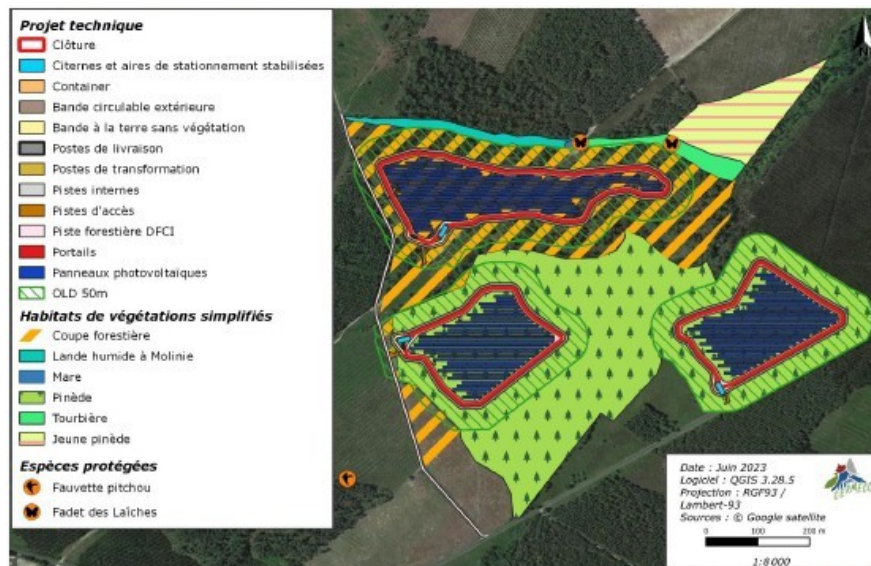 Projet technique
Clôture
Citernes et aires de stationnement stabilisées
Container
Bande circulable extérieure
Bande à la terre sans végétation
Postes de livraison
Postes de transformation
Pistes internes
Pistes d'accès
Piste forestière DFCI
Portails
Panneaux photovoltaïques
OLD 50m
Habitats de végétations simplifiés
Coupe forestière
Lande humide à Molinie
Mare
Pinède
Tourbière
Jeune pinède
Espèces protégées
Fauvette pitchou
Fadet des Laîches
N
Date : Juin 2023
Logiciel : QGIS 3.28.5
Projection : RGF93 /
Lambert-93
Sources : © Google satellite
0 100 200 m
1:8 000